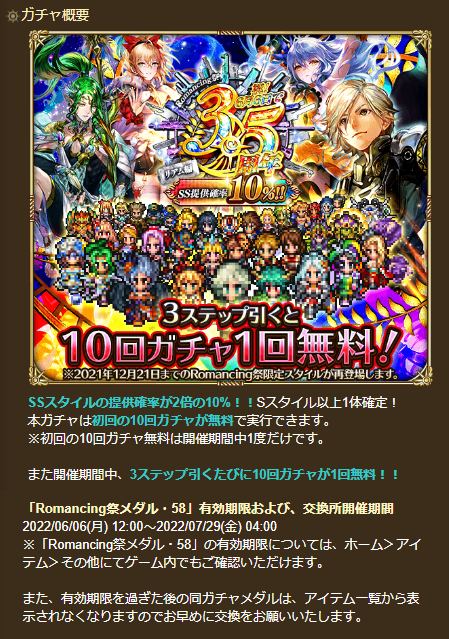 ガチャ概要
Romancing祭
祝!!
3.5
周年
リアム編
SS提供確率10%!!
3ステップ引くと
10回ガチャ1回無料!
※2021年12月21日までのRomancing祭限定スタイルが再登場します。
SSスタイルの提供確率が2倍の10%!!Sスタイル以上1体確定!
本ガチャは初回の10回ガチャが無料で実行できます。
※初回の10回ガチャ無料は開催期間中1度だけです。
また開催期間中、3ステップ引くたびに10回ガチャが1回無料!!
「Romancing祭メダル・58」有効期限および、交換所開催期間
2022/06/06(月) 12:00～2022/07/29(金) 04:00
※「Romancing祭メダル・58」の有効期限については、ホーム＞アイ
テム＞その他にてゲーム内でもご確認いただけます。
また、有効期限を過ぎた後の同ガチャメダルは、アイテム一覧から表
示されなくなりますのでお早めに交換をお願いいたします。